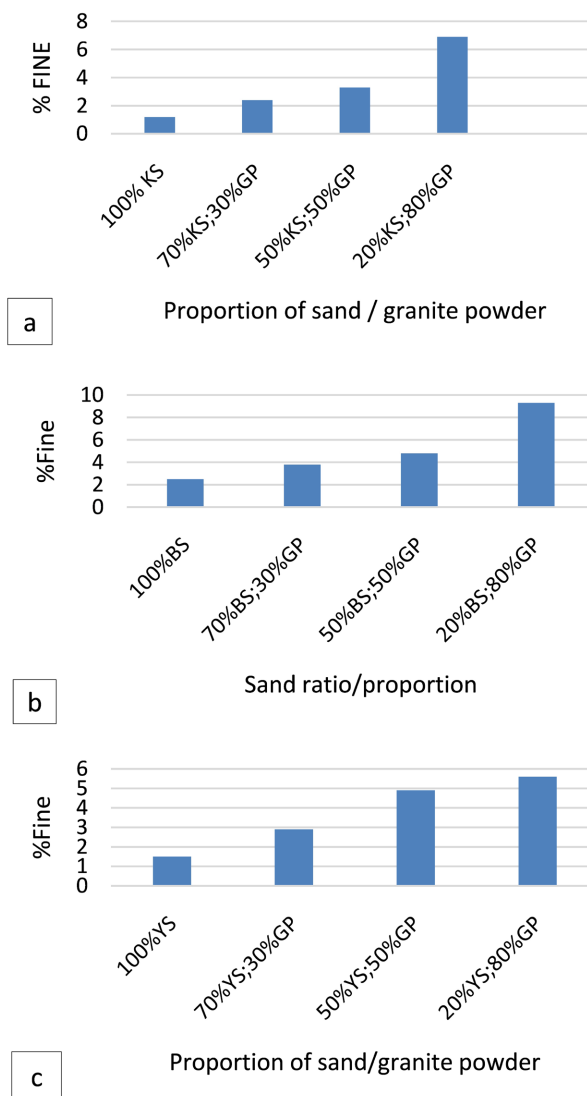 8
6
4
2
0
% FINE
100% KS
70%KS;30%GP
50%KS;50%GP
20%KS;80%GP
Proportion of sand / granite powder
a
10
8
6
4
2
0
%Fine
100%BS
70%BS;30%GP
50%BS;50%GP
20%BS;80%GP
Sand ratio/proportion
b
6
5
4
3
2
1
0
%Fine
100%YS
70%YS;30%GP
50%YS;50%GP
20%YS;80%GP
Proportion of sand/granite powder
c